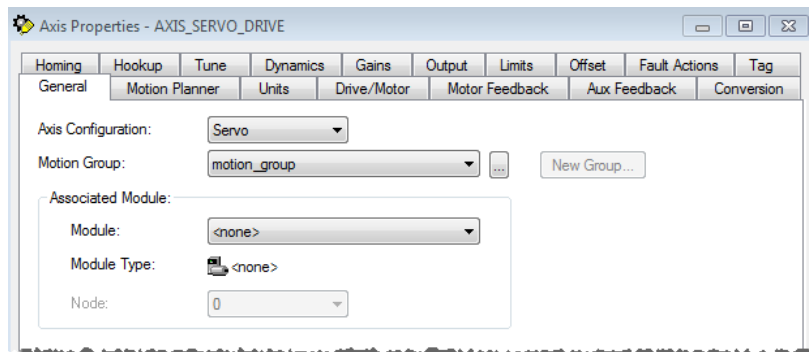 Axis Properties - AXIS_SERVO_DRIVE
Homing Hookup Tune Dynamics Gains Output Limits Offset Fault Actions Tag
General Motion Planner Units Drive/Motor Motor Feedback Aux Feedback Conversion
Axis Configuration: Servo
Motion Group: motion_group ... New Group...
Associated Module:
Module: <none>
Module Type: <none>
Node: 0